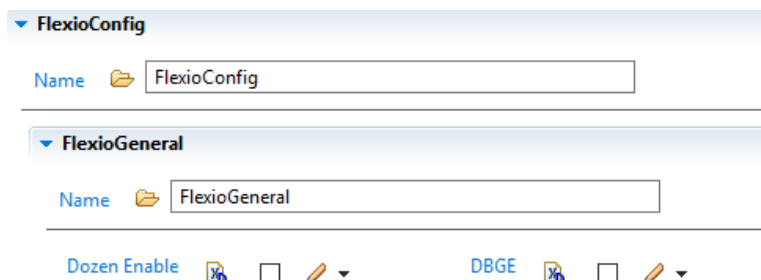 FlexioConfig
Name FlexioConfig
FlexioGeneral
Name FlexioGeneral
Dozen Enable DBGE